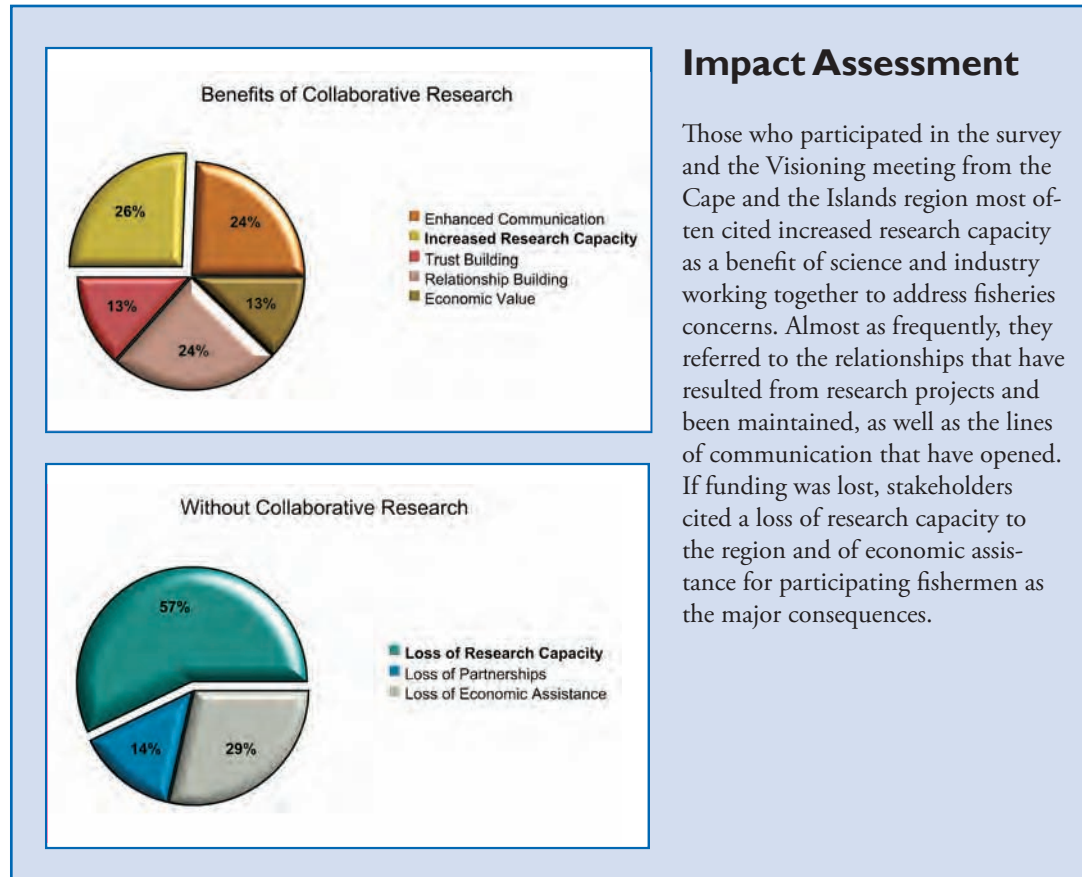 Benefits of Collaborative Research
26%
24%
13%
13%
24%
Enhanced Communication
Increased Research Capacity
Trust Building
Relationship Building
Economic Value
Without Collaborative Research
57%
14%
29%
Loss of Research Capacity
Loss of Partnerships
Loss of Economic Assistance
Impact Assessment
Those who participated in the survey
and the Visioning meeting from the
Cape and the Islands region most of-
ten cited increased research capacity
as a benefit of science and industry
working together to address fisheries
concerns. Almost as frequently, they
referred to the relationships that have
resulted from research projects and
been maintained, as well as the lines
of communication that have opened.
If funding was lost, stakeholders
cited a loss of research capacity to
the region and of economic assis-
tance for participating fishermen as
the major consequences.